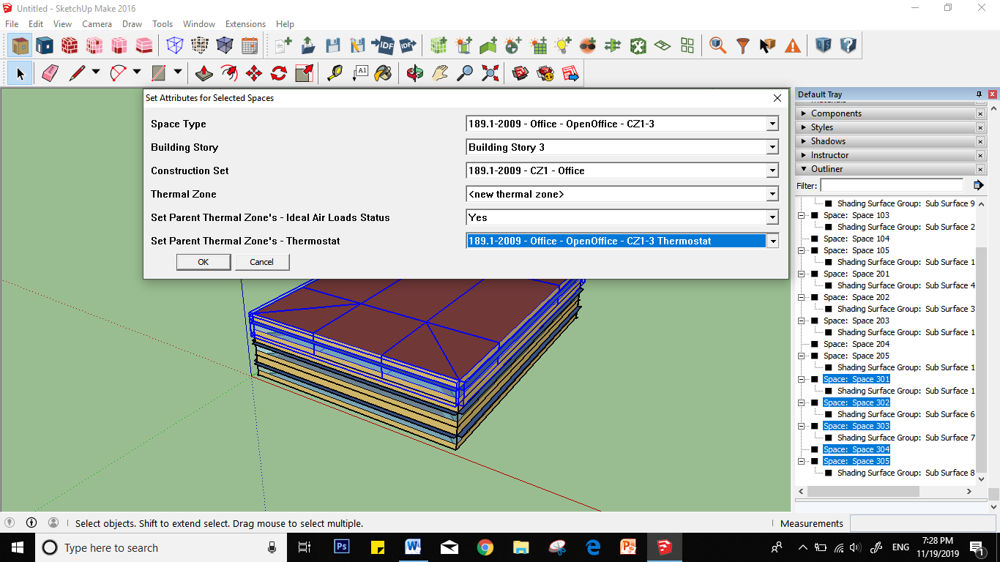 Untitled - SketchUp Make 2016
File Edit View Camera Draw Tools Window Extensions Help
IDF IDF
A1
Set Attributes for Selected Spaces
Space Type 189.1-2009 - Office - OpenOffice - CZ1-3
Building Story Building Story 3
Construction Set 189.1-2009 - CZ1 - Office
Thermal Zone <new thermal zone>
Set Parent Thermal Zone's - Ideal Air Loads Status Yes
Set Parent Thermal Zone's - Thermostat 189.1-2009 - Office - OpenOffice - CZ1-3 Thermostat
OK Cancel
Default Tray
Components
Styles
Shadows
Instructor
Outliner
Filter:
Shading Surface Group: Sub Surface 9
Space: Space 103
Shading Surface Group: Sub Surface 2
Space: Space 104
Space: Space 105
Shading Surface Group: Sub Surface 1
Space: Space 201
Shading Surface Group: Sub Surface 4
Space: Space 202
Shading Surface Group: Sub Surface 3
Space: Space 203
Shading Surface Group: Sub Surface 1
Space: Space 204
Space: Space 205
Shading Surface Group: Sub Surface 1
Space: Space 301
Shading Surface Group: Sub Surface 1
Space: Space 302
Shading Surface Group: Sub Surface 6
Space: Space 303
Shading Surface Group: Sub Surface 7
Space: Space 304
Space: Space 305
Shading Surface Group: Sub Surface 8
Select objects. Shift to extend select. Drag mouse to select multiple.
Measurements
Type here to search
Ps
W
P
ENG
7:28 PM
11/19/2019
1